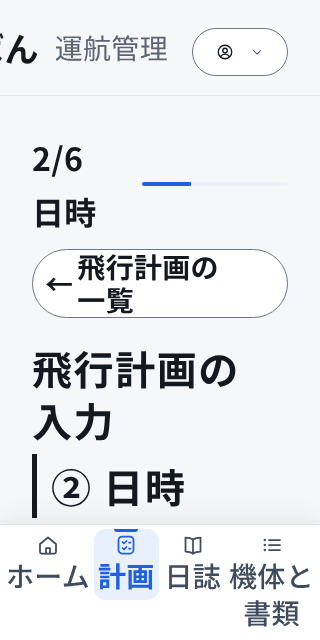 ん 運航管理
2/6
日時
← 飛行計画の
一覧
飛行計画の
入力
② 日時
ホーム 計画 日誌 機体と
書類